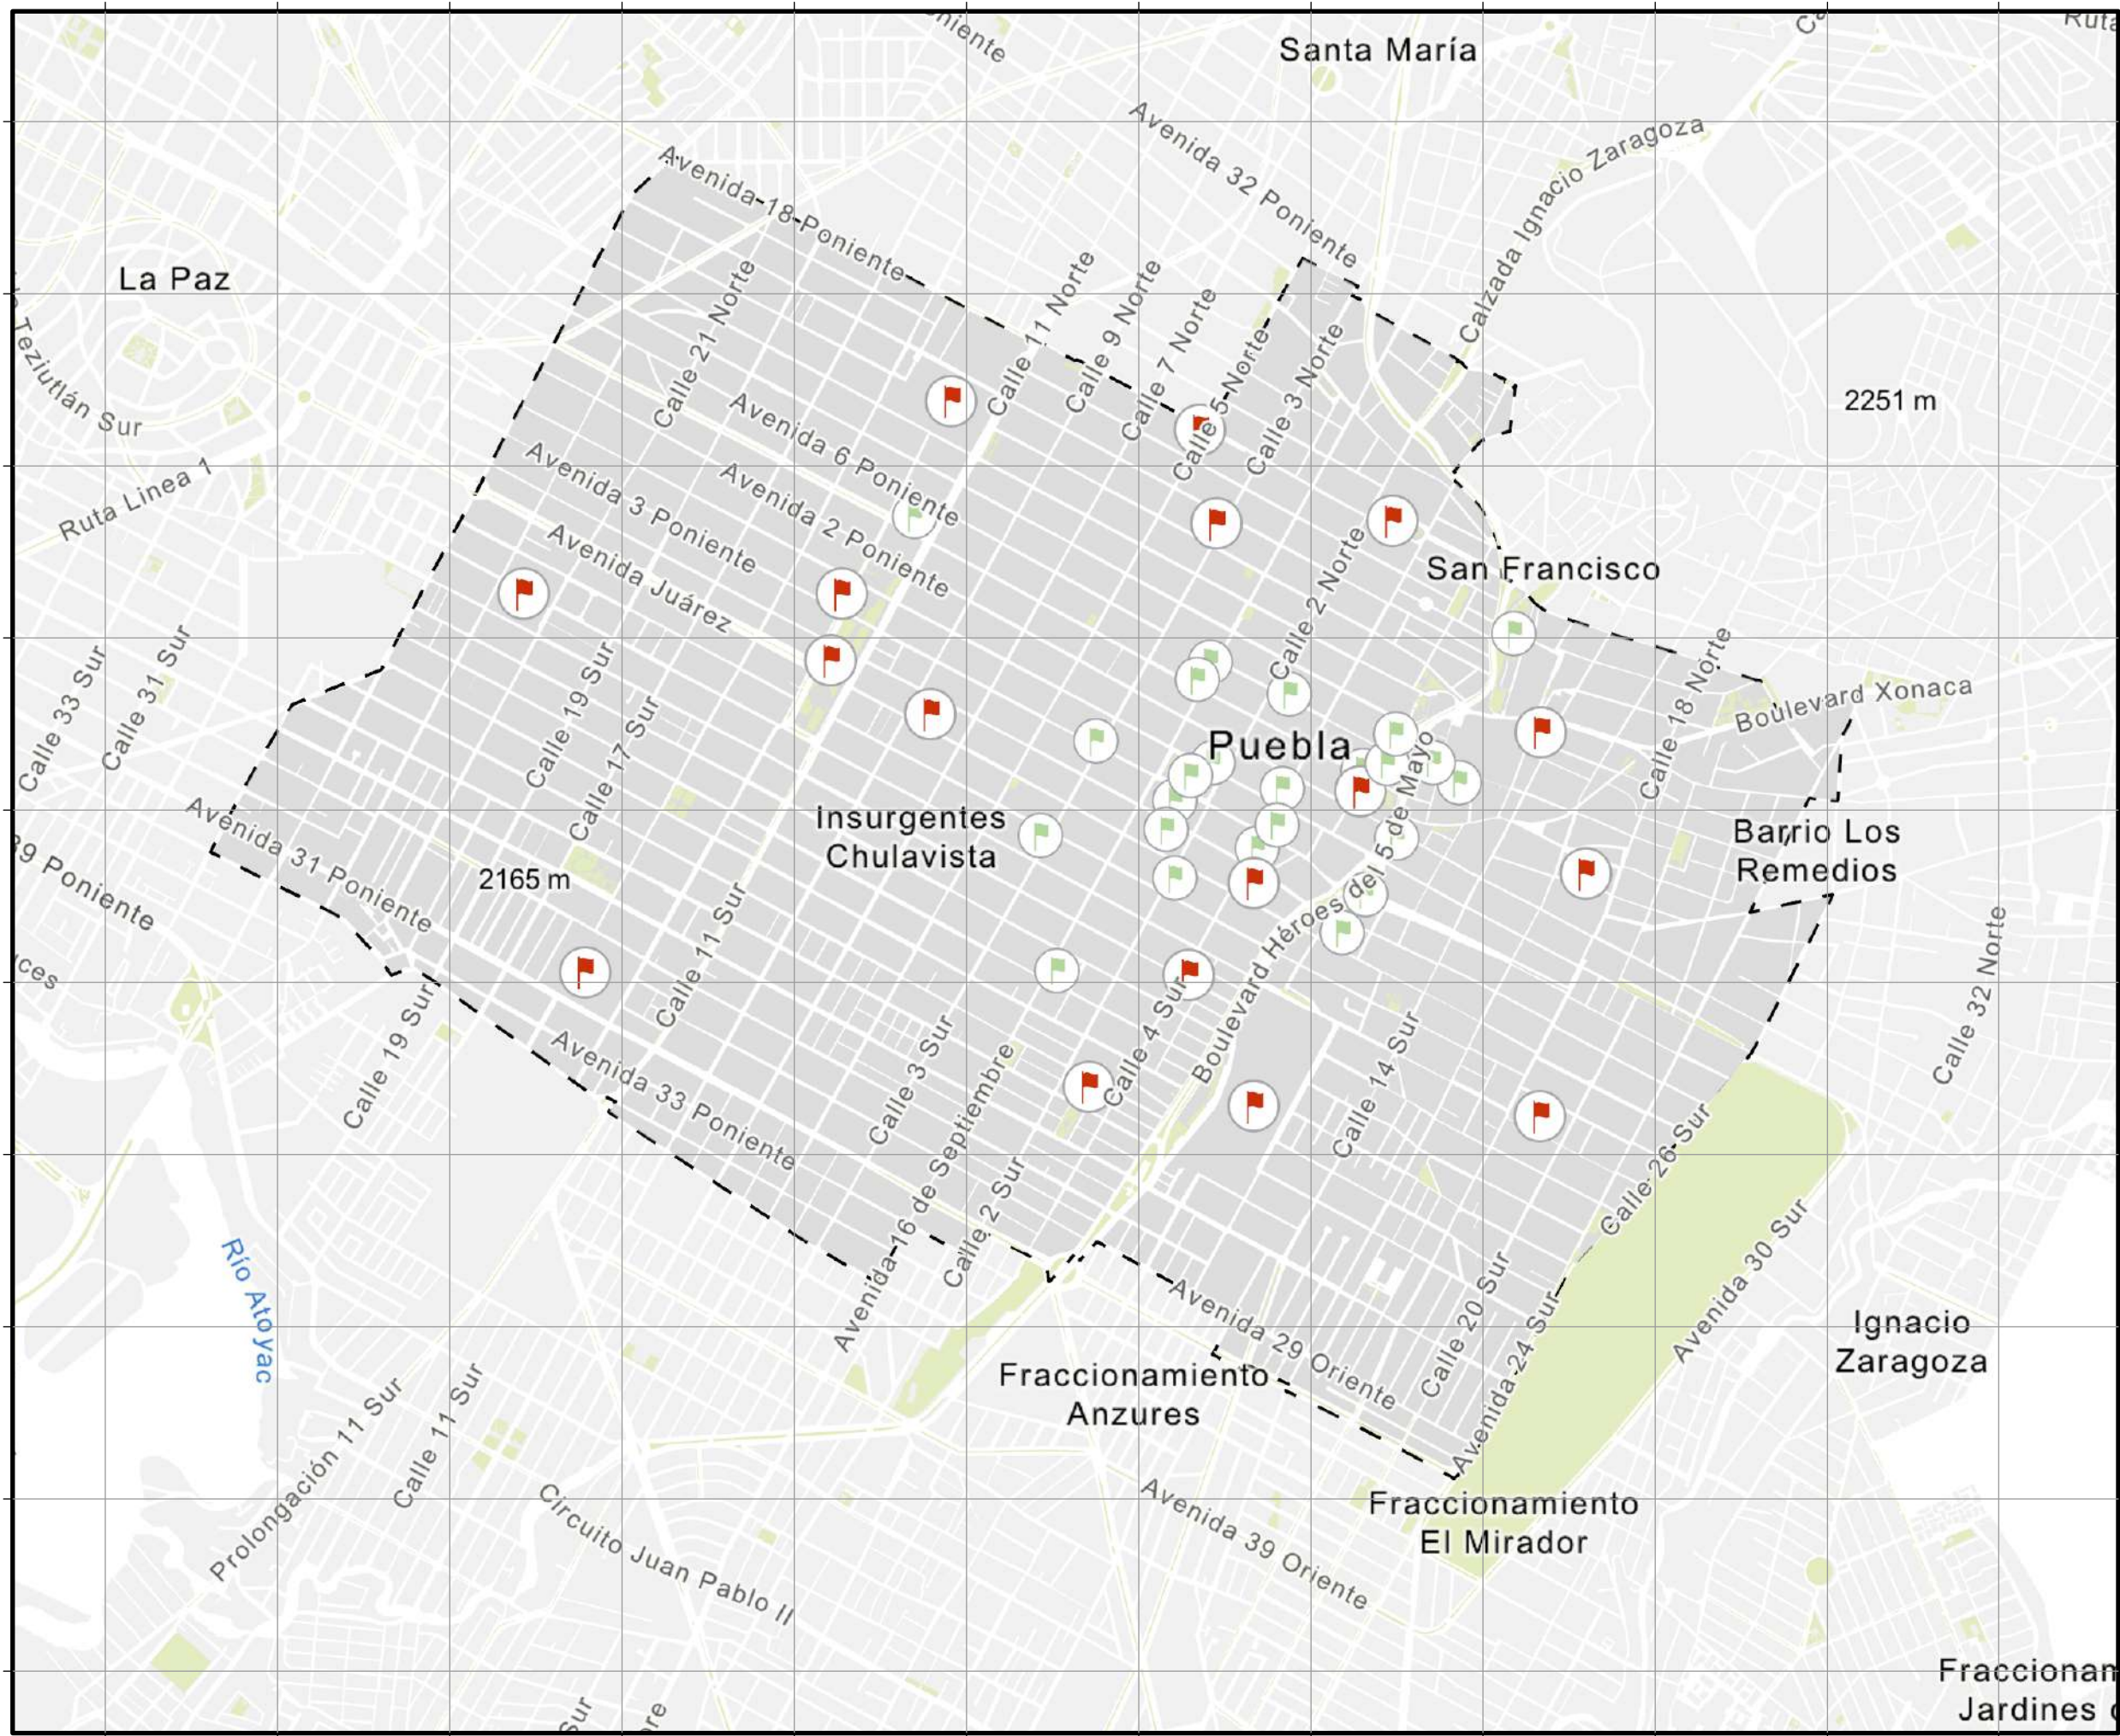 Santa María
Avenida 32 Poniente
Calzada Ignacio Zaragoza
Avenida 18 Poniente
La Paz
Calle 21 Norte
Calle 11 Norte
Calle 9 Norte
Calle 7 Norte
Calle 5 Norte
Calle 3 Norte
Teziutlán Sur
2251 m
Avenida 6 Poniente
Avenida 3 Poniente
Avenida 2 Poniente
Ruta Linea 1
Avenida Juárez
Calle 2 Norte
San Francisco
Calle 33 Sur
Calle 31 Sur
Calle 19 Sur
Calle 17 Sur
Calle 18 Norte
Boulevard Xonaca
Puebla
Avenida 31 Poniente
39 Poniente
Insurgentes
Chulavista
Barrio Los
Remedios
2165 m
Calle 11 Sur
Boulevard Héroes del 5 de Mayo
Calle 32 Norte
Calle 19 Sur
Avenida 33 Poniente
Calle 3 Sur
Calle 4 Sur
Calle 14 Sur
Avenida 16 de Septiembre
Calle 2 Sur
Calle 26 Sur
Avenida 30 Sur
Río Atoyac
Avenida 29 Oriente
Calle 20 Sur
Avenida 24 Sur
Ignacio
Zaragoza
Fraccionamiento
Anzures
Prolongación 11 Sur
Calle 11 Sur
Circuito Juan Pablo II
Avenida 39 Oriente
Fraccionamiento
El Mirador
Jardines